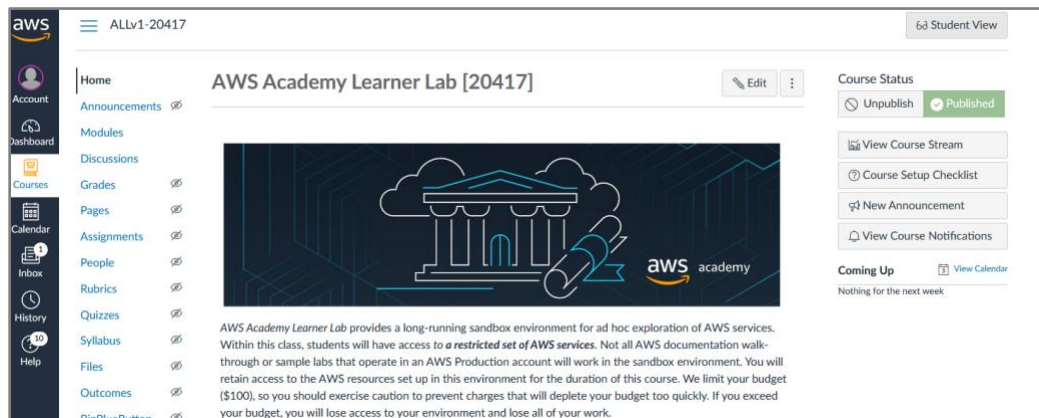 aws
ALLv1-20417
Student View
Account
Dashboard
Courses
Calendar
1
Inbox
History
10
Help
Home
Announcements
Modules
Discussions
Grades
Pages
Assignments
People
Rubrics
Quizzes
Syllabus
Files
Outcomes
BigBlueButton
AWS Academy Learner Lab [20417]
Edit
aws academy
AWS Academy Learner Lab provides a long-running sandbox environment for ad hoc exploration of AWS services.
Within this class, students will have access to a restricted set of AWS services. Not all AWS documentation walk-
through or sample labs that operate in an AWS Production account will work in the sandbox environment. You will
retain access to the AWS resources set up in this environment for the duration of this course. We limit your budget
($100), so you should exercise caution to prevent charges that will deplete your budget too quickly. If you exceed
your budget, you will lose access to your environment and lose all of your work.
Course Status
Unpublish
Published
View Course Stream
Course Setup Checklist
New Announcement
View Course Notifications
Coming Up
View Calendar
Nothing for the next week